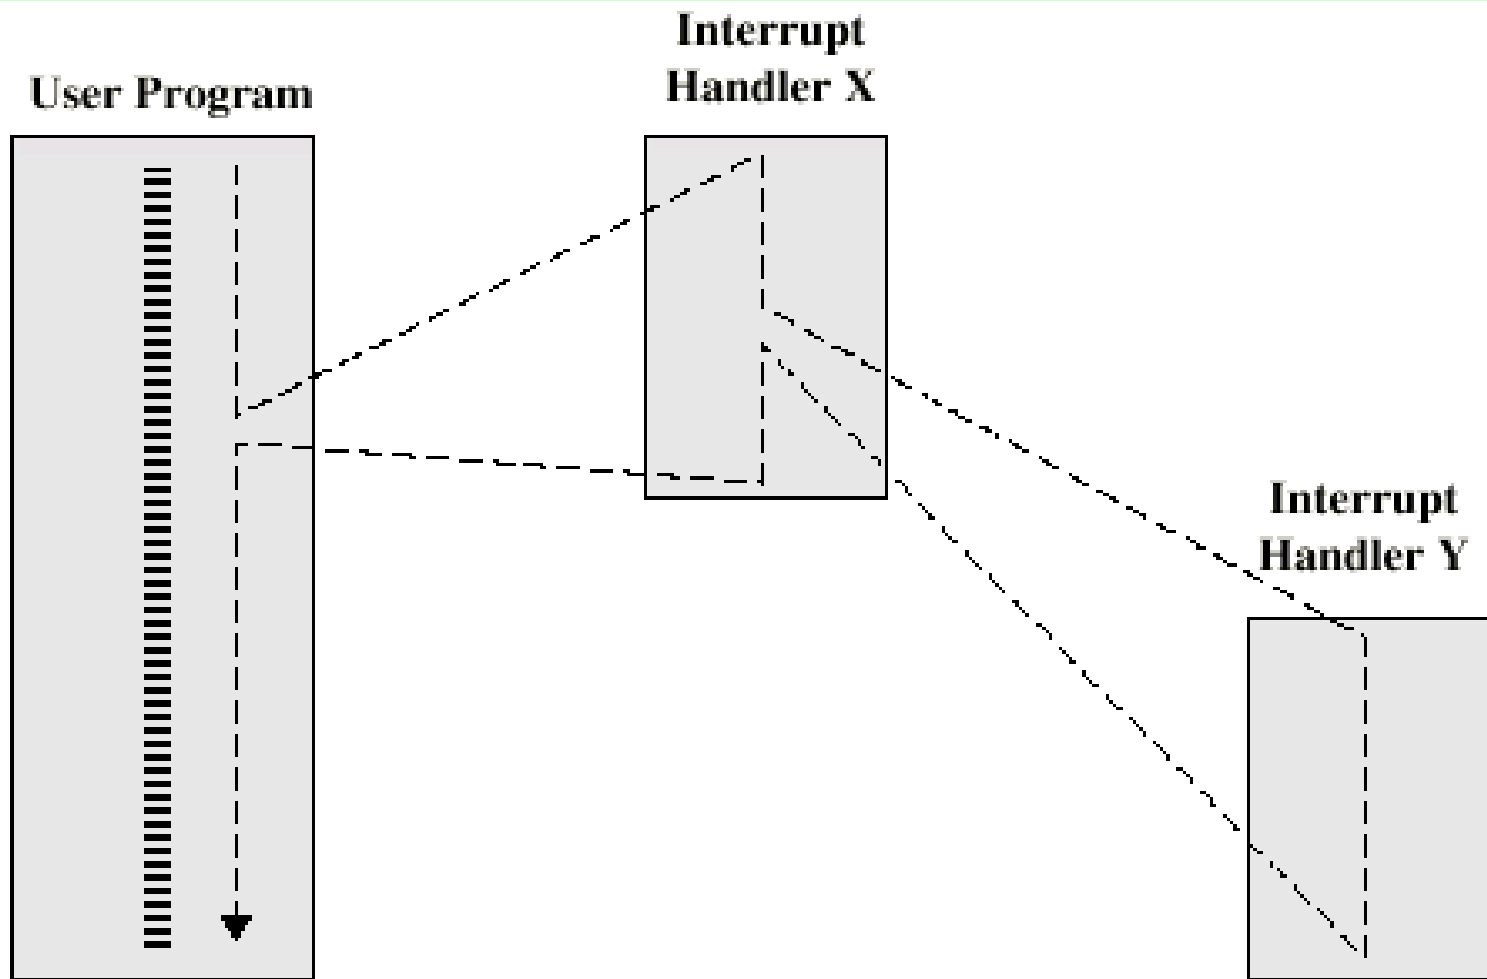 User Program
Interrupt
Handler X
Interrupt
Handler Y